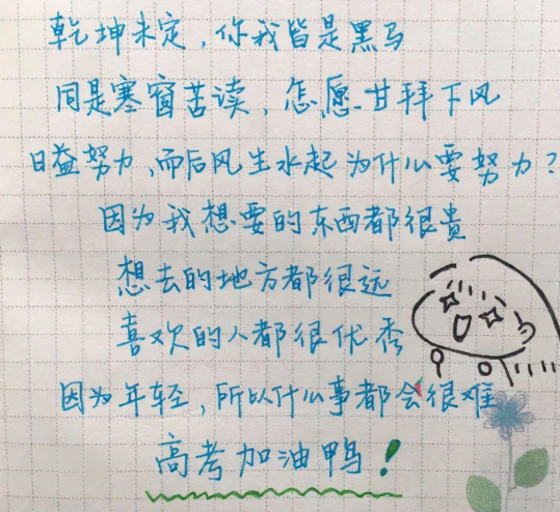 乾坤未定，你我皆是黑马
同是寒窗苦读，怎愿甘拜下风
日益努力，而后风生水起为什么要努力？
因为我想要的东西都很贵
想去的地方都很远
喜欢的人都很优秀
因为年轻，所以什么事都会很难
高考加油鸭！